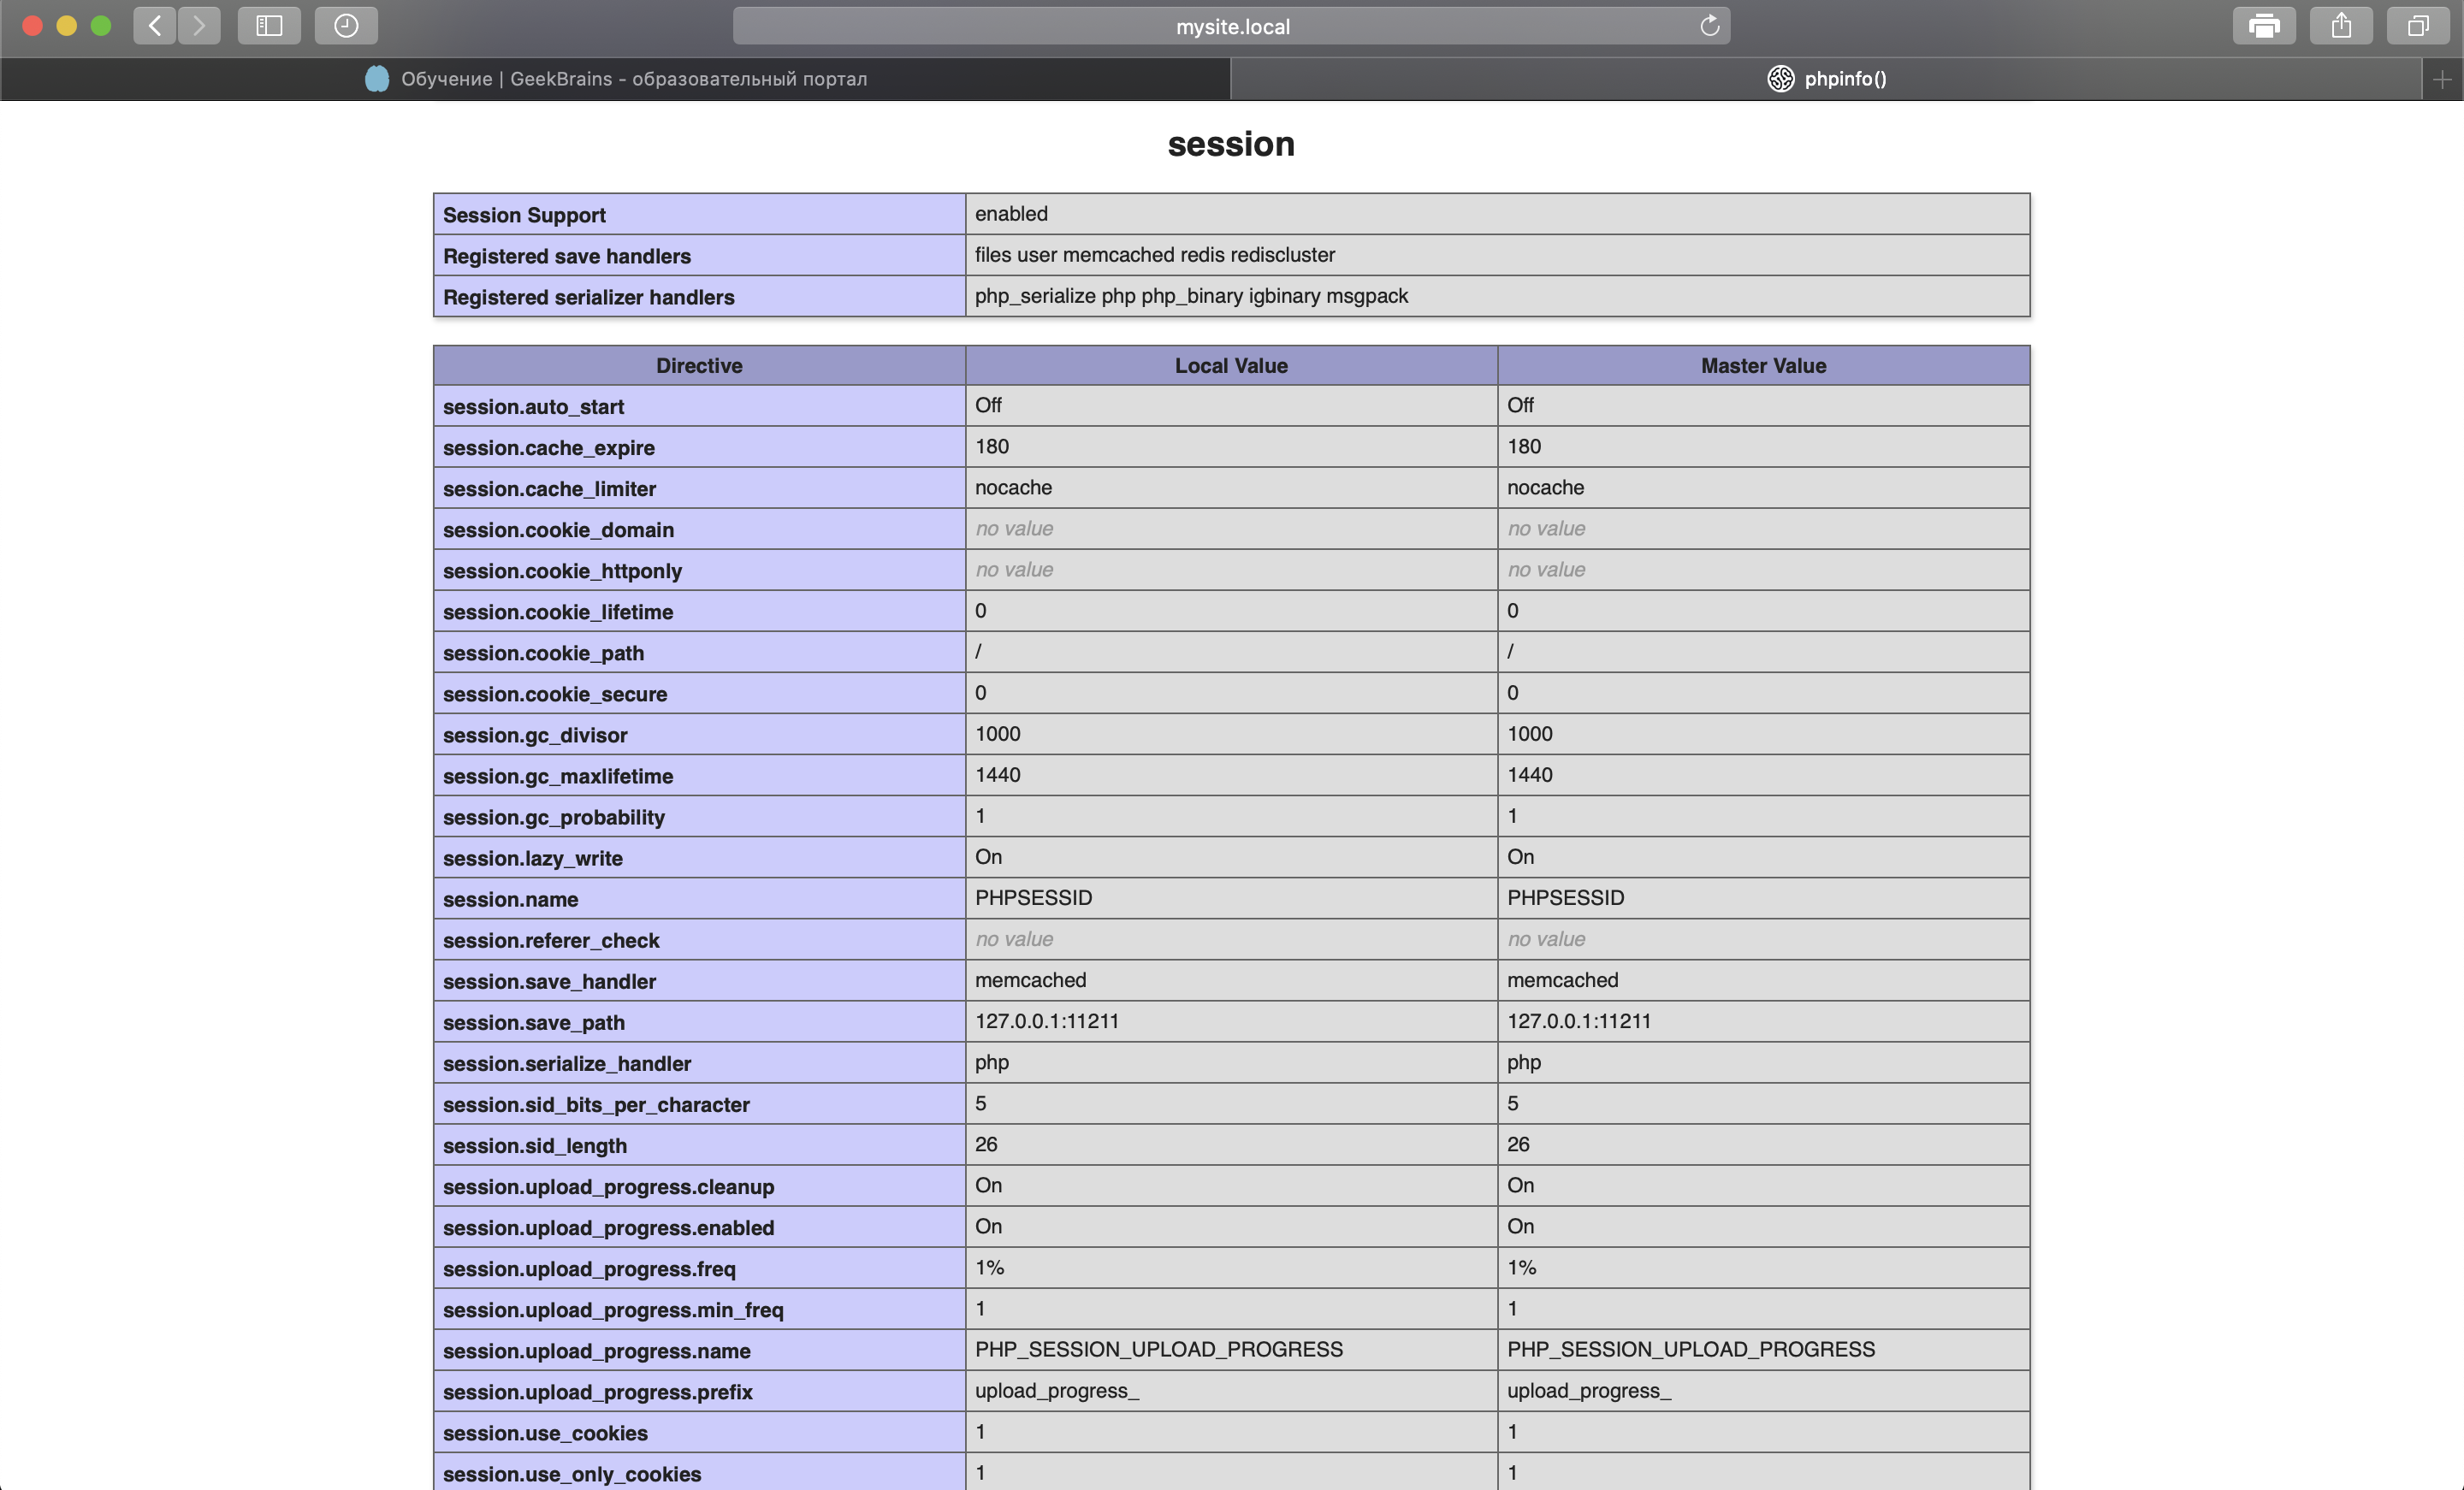 mysite.local
Обучение | GeekBrains - образовательный портал
phpinfo()
session
Session Support enabled
Registered save handlers files user memcached redis rediscluster
Registered serializer handlers php_serialize php php_binary igbinary msgpack
Directive Local Value Master Value
session.auto_start Off Off
session.cache_expire 180 180
session.cache_limiter nocache nocache
session.cookie_domain no value no value
session.cookie_httponly no value no value
session.cookie_lifetime 0 0
session.cookie_path / /
session.cookie_secure 0 0
session.gc_divisor 1000 1000
session.gc_maxlifetime 1440 1440
session.gc_probability 1 1
session.lazy_write On On
session.name PHPSESSID PHPSESSID
session.referer_check no value no value
session.save_handler memcached memcached
session.save_path 127.0.0.1:11211 127.0.0.1:11211
session.serialize_handler php php
session.sid_bits_per_character 5 5
session.sid_length 26 26
session.upload_progress.cleanup On On
session.upload_progress.enabled On On
session.upload_progress.freq 1% 1%
session.upload_progress.min_freq 1 1
session.upload_progress.name PHP_SESSION_UPLOAD_PROGRESS PHP_SESSION_UPLOAD_PROGRESS
session.upload_progress.prefix upload_progress_ upload_progress_
session.use_cookies 1 1
session.use_only_cookies 1 1